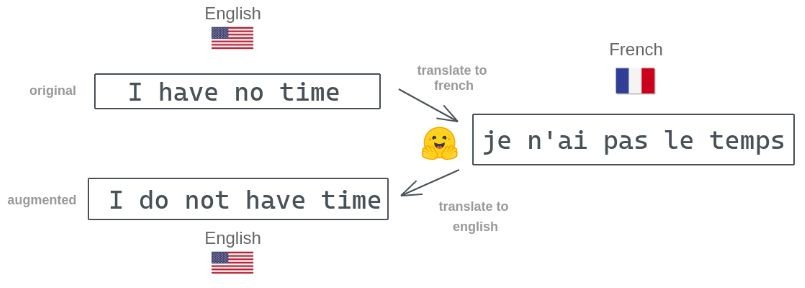 English
original
I have no time
translate to
french
French
je n'ai pas le temps
augmented
I do not have time
translate to
english
English